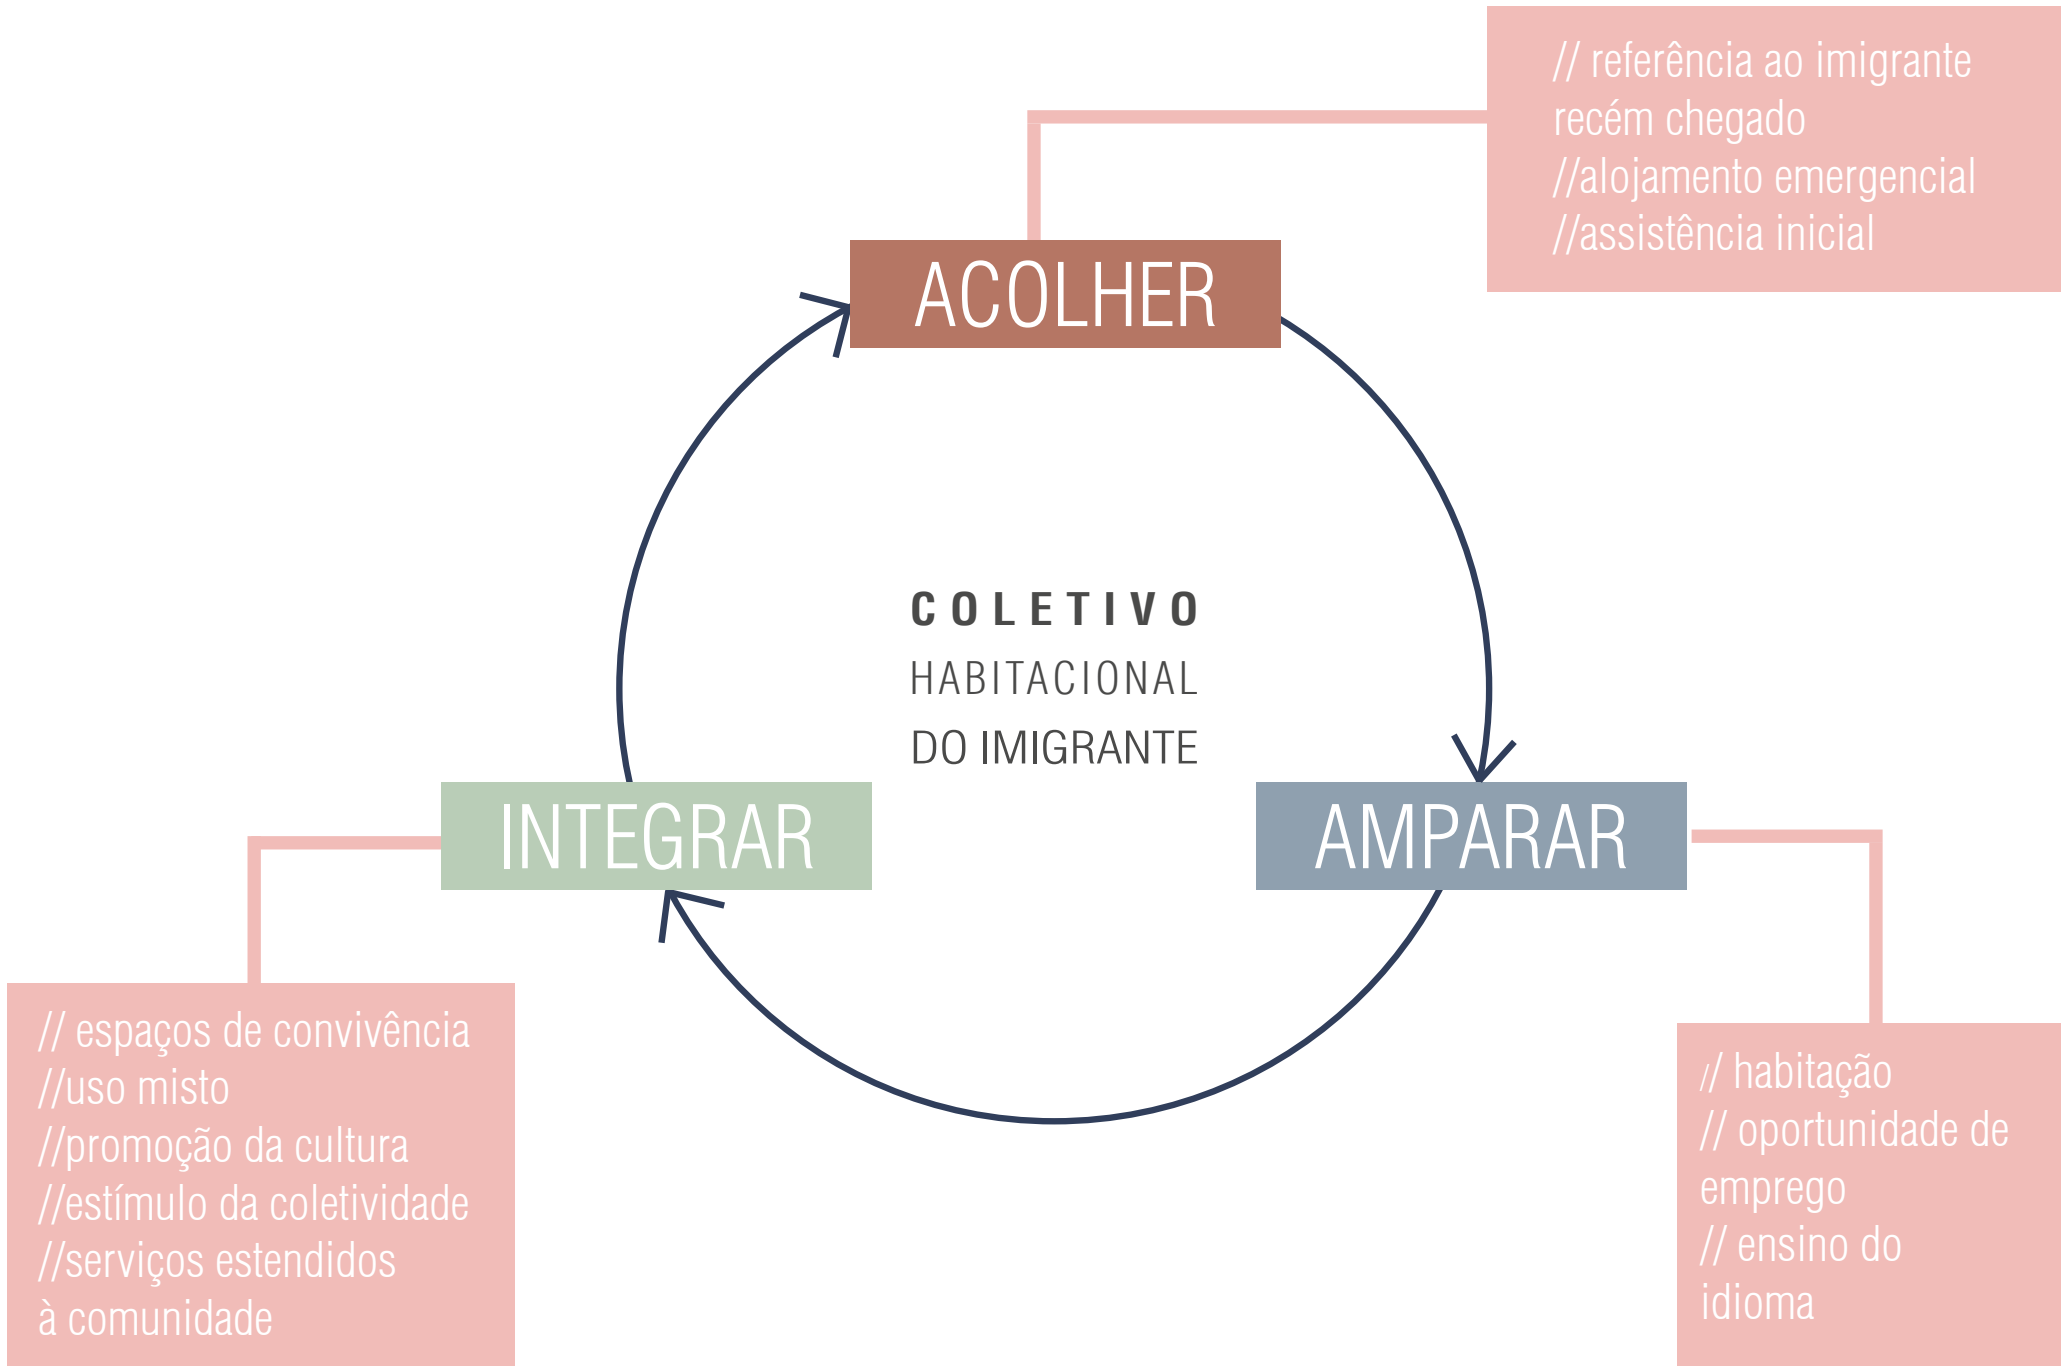 // referência ao imigrante
recém chegado
//alojamento emergencial
//assistência inicial
ACOLHER
COLETIVO
HABITACIONAL
DO IMIGRANTE
INTEGRAR
AMPARAR
// espaços de convivência
//uso misto
//promoção da cultura
//estímulo da coletividade
//serviços estendidos
à comunidade
// habitação
// oportunidade de
emprego
// ensino do
idioma